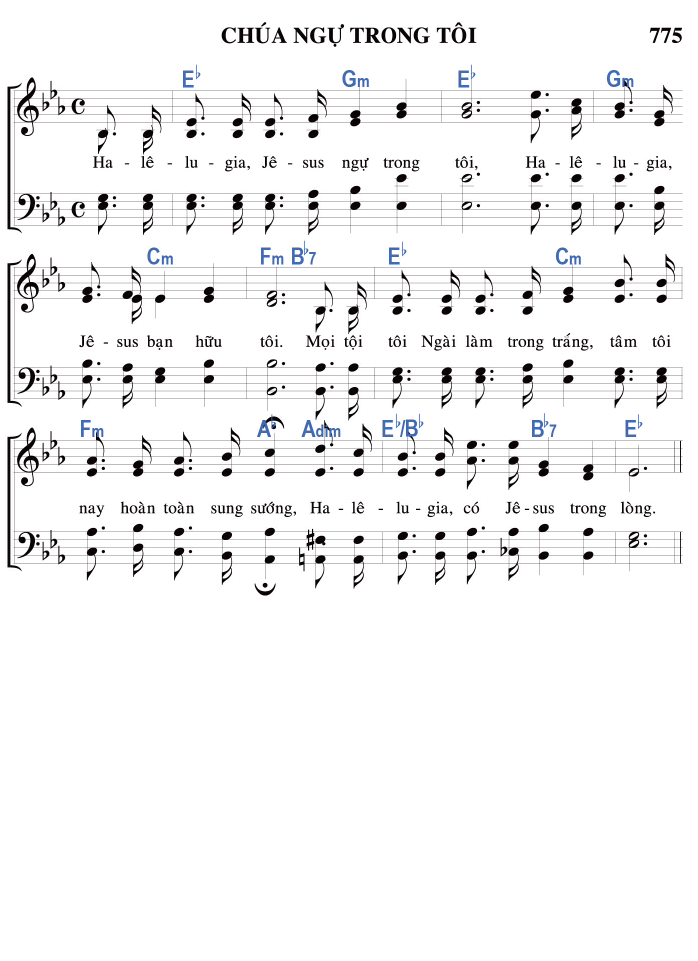 CHÚA NGỰ TRONG TÔI 775
E♭ Gm E♭ Gm
Ha - lê - lu - gia, Jê - sus ngự trong tôi, Ha - lê - lu - gia,
Cm Fm B♭7 E♭ Cm
Jê - sus bạn hữu tôi. Mọi tội tôi Ngài làm trong trắng, tâm tôi
Fm A♭ Adim E♭/B♭ B♭7 E♭
nay hoàn toàn sung sướng, Ha - lê - lu - gia, có Jê - sus trong lòng.